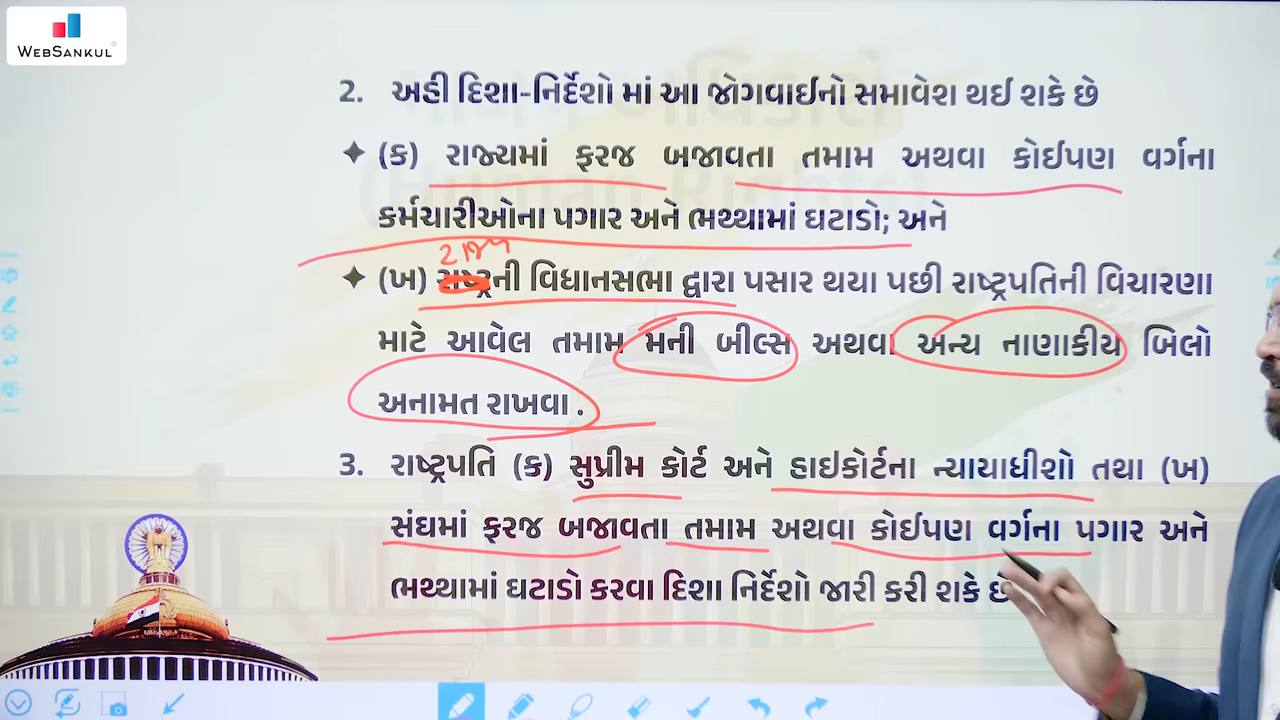 WEBSANKUL
2. અહી દિશા-નિર્દેશો માં આ જોગવાઈનો સમાવેશ થઈ શકે છે
✦ (ક) રાજ્યમાં ફરજ બજાવતા તમામ અથવા કોઈપણ વર્ગના
કર્મચારીઓના પગાર અને ભથ્થામાં ઘટાડો; અને
રાજ્ય
✦ (ખ) રાષ્ટ્રની વિધાનસભા દ્વારા પસાર થયા પછી રાષ્ટ્રપતિની વિચારણા
માટે આવેલ તમામ મની બીલ્સ અથવા અન્ય નાણાકીય બિલો
અનામત રાખવા .
3. રાષ્ટ્રપતિ (ક) સુપ્રીમ કોર્ટ અને હાઈકોર્ટના ન્યાયાધીશો તથા (ખ)
સંઘમાં ફરજ બજાવતા તમામ અથવા કોઈપણ વર્ગના પગાર અને
ભથ્થામાં ઘટાડો કરવા દિશા નિર્દેશો જારી કરી શકે છે